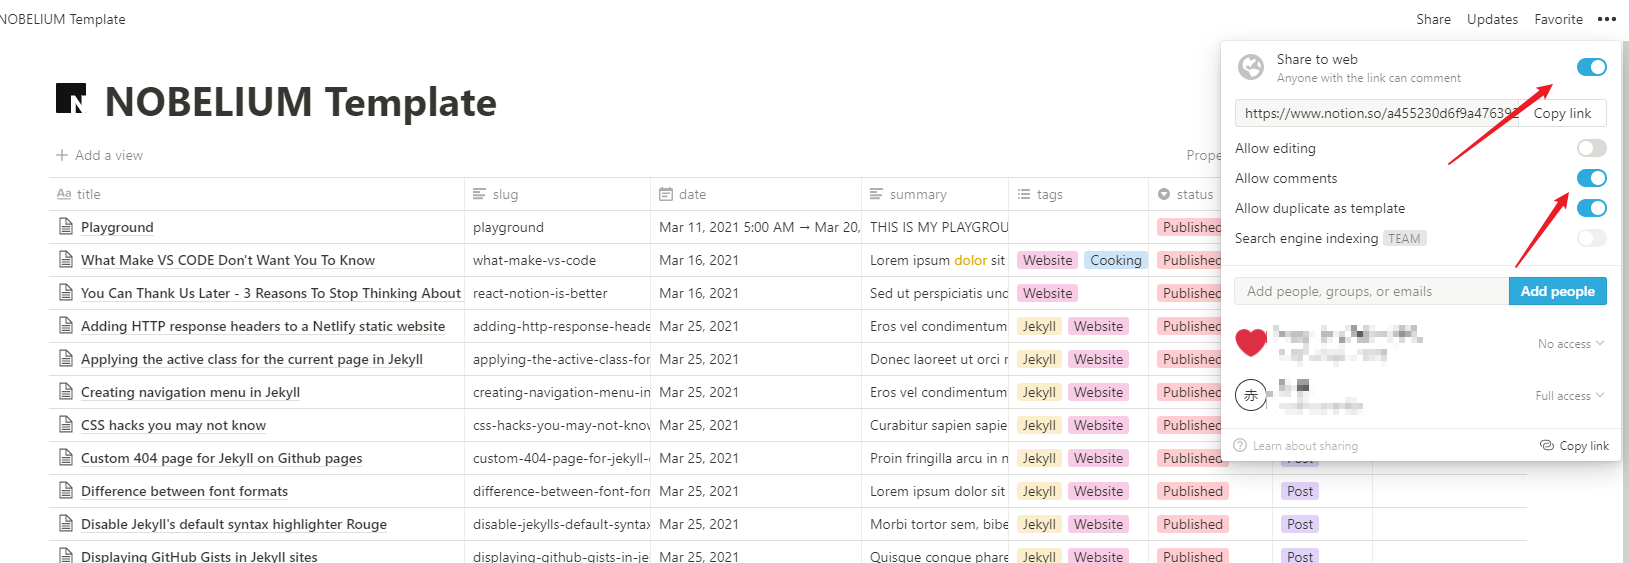 NOBELIUM Template
Share Updates Favorite •••
NOBELIUM Template
+ Add a view
Prope
Aa title slug date summary tags status
Playground playground Mar 11, 2021 5:00 AM → Mar 20, THIS IS MY PLAYGROU Published
What Make VS CODE Don't Want You To Know what-make-vs-code Mar 16, 2021 Lorem ipsum dolor sit Website Cooking Published
You Can Thank Us Later - 3 Reasons To Stop Thinking About react-notion-is-better Mar 16, 2021 Sed ut perspiciatis und Website Published
Adding HTTP response headers to a Netlify static website adding-http-response-heade Mar 25, 2021 Eros vel condimentum Jekyll Website Published
Applying the active class for the current page in Jekyll applying-the-active-class-for Mar 25, 2021 Donec laoreet ut orci r Jekyll Website Published
Creating navigation menu in Jekyll creating-navigation-menu-in Mar 25, 2021 Eros vel condimentum Jekyll Website Published
CSS hacks you may not know css-hacks-you-may-not-knov Mar 25, 2021 Curabitur sapien sapie Jekyll Website Published
Custom 404 page for Jekyll on Github pages custom-404-page-for-jekyll- Mar 25, 2021 Proin fringilla arcu in n Jekyll Website Published
Difference between font formats difference-between-font-for Mar 25, 2021 Lorem ipsum dolor sit Jekyll Website Published Post
Disable Jekyll's default syntax highlighter Rouge disable-jekylls-default-syntax Mar 25, 2021 Morbi tortor sem, bibe Jekyll Website Published Post
Displaying GitHub Gists in Jekyll sites displaying-github-gists-in-je Mar 25, 2021 Quisque congue phare Jekyll Website Published Post
Share to web
Anyone with the link can comment
https://www.notion.so/a455230d6f9a476392 Copy link
Allow editing
Allow comments
Allow duplicate as template
Search engine indexing TEAM
Add people, groups, or emails Add people
No access
赤 Full access
Learn about sharing Copy link